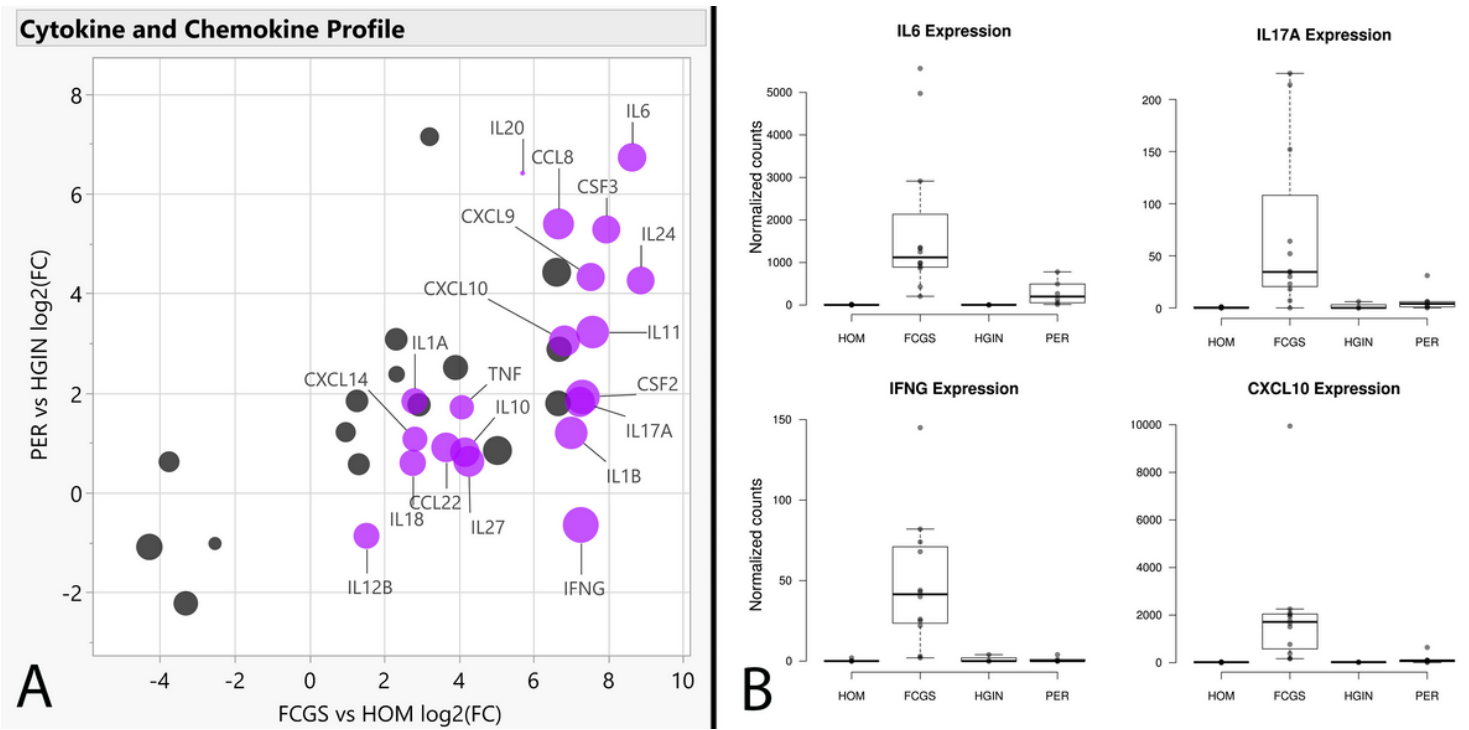 Cytokine and Chemokine Profile
PER vs HGIN log2(FC)
8
6
4
2
0
-2
IL6
IL20
CCL8
CSF3
CXCL9
IL24
CXCL10
IL11
IL1A
CXCL14
TNF
CSF2
IL10
IL17A
IL1B
CCL22
IL18
IL27
IL12B
IFNG
-4 -2 0 2 4 6 8 10
FCGS vs HOM log2(FC)
A
IL6 Expression
Normalized counts
5000
4000
3000
2000
1000
0
HOM FCGS HGIN PER
IL17A Expression
200
150
100
50
0
HOM FCGS HGIN PER
IFNG Expression
Normalized counts
150
100
50
0
HOM FCGS HGIN PER
CXCL10 Expression
10000
8000
6000
4000
2000
0
HOM FCGS HGIN PER
B